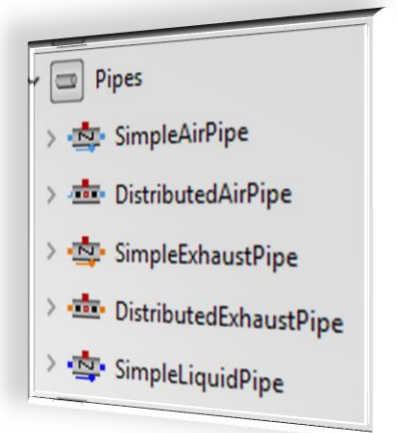 Pipes
SimpleAirPipe
DistributedAirPipe
SimpleExhaustPipe
DistributedExhaustPipe
SimpleLiquidPipe